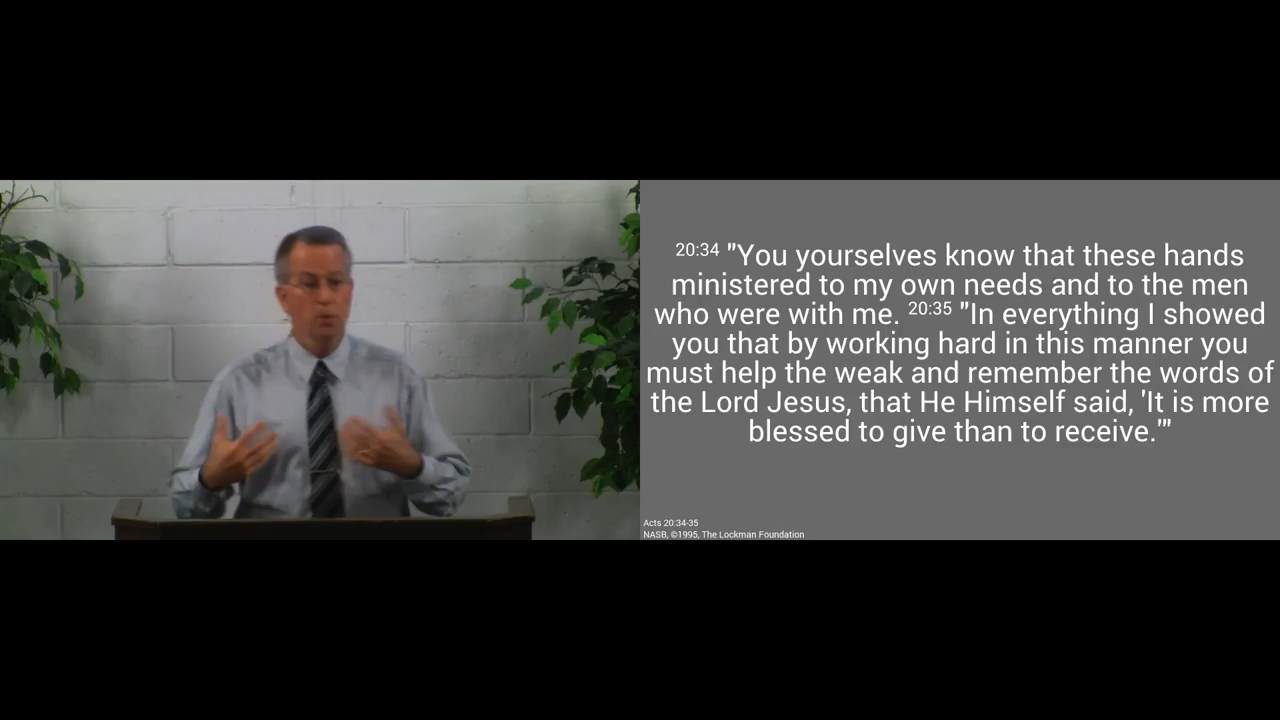 20:34 "You yourselves know that these hands
ministered to my own needs and to the men
who were with me. 20:35 "In everything I showed
you that by working hard in this manner you
must help the weak and remember the words of
the Lord Jesus, that He Himself said, 'It is more
blessed to give than to receive.'"
Acts 20:34-35
NASB, ©1995, The Lockman Foundation